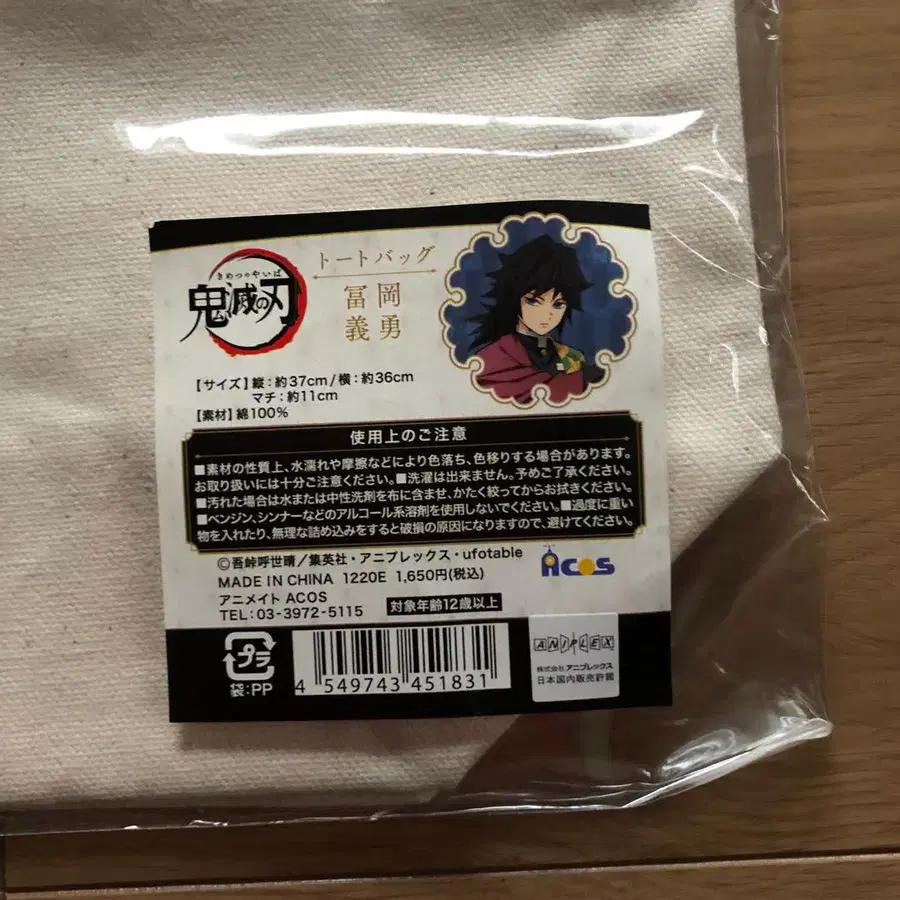 トートバッグ
きめつのやいば
鬼滅の刃
冨岡
義勇
【サイズ】縦：約37cm/横：約36cm
マチ：約11cm
【素材】綿100%
使用上のご注意
■素材の性質上、水濡れや摩擦などにより色落ち、色移りする場合があります。
お取り扱いには十分ご注意ください。■洗濯は出来ません。予めご了承ください。
■汚れた場合は水または中性洗剤を布に含ませ、かたく絞ってからお拭きください。
■ベンジン、シンナーなどのアルコール系溶剤を使用しないでください。■過度に重い
物を入れたり、無理な詰め込みをすると破損の原因になりますので、避けてください。
©吾峠呼世晴／集英社・アニプレックス・ufotable
MADE IN CHINA 1220E 1,650円(税込)
アニメイト ACOS
TEL：03-3972-5115
対象年齢12歳以上
ACOS
プラ
袋：PP
4 549743 451831
ANIPLEX
株式会社 アニプレックス
日本国内販売許諾